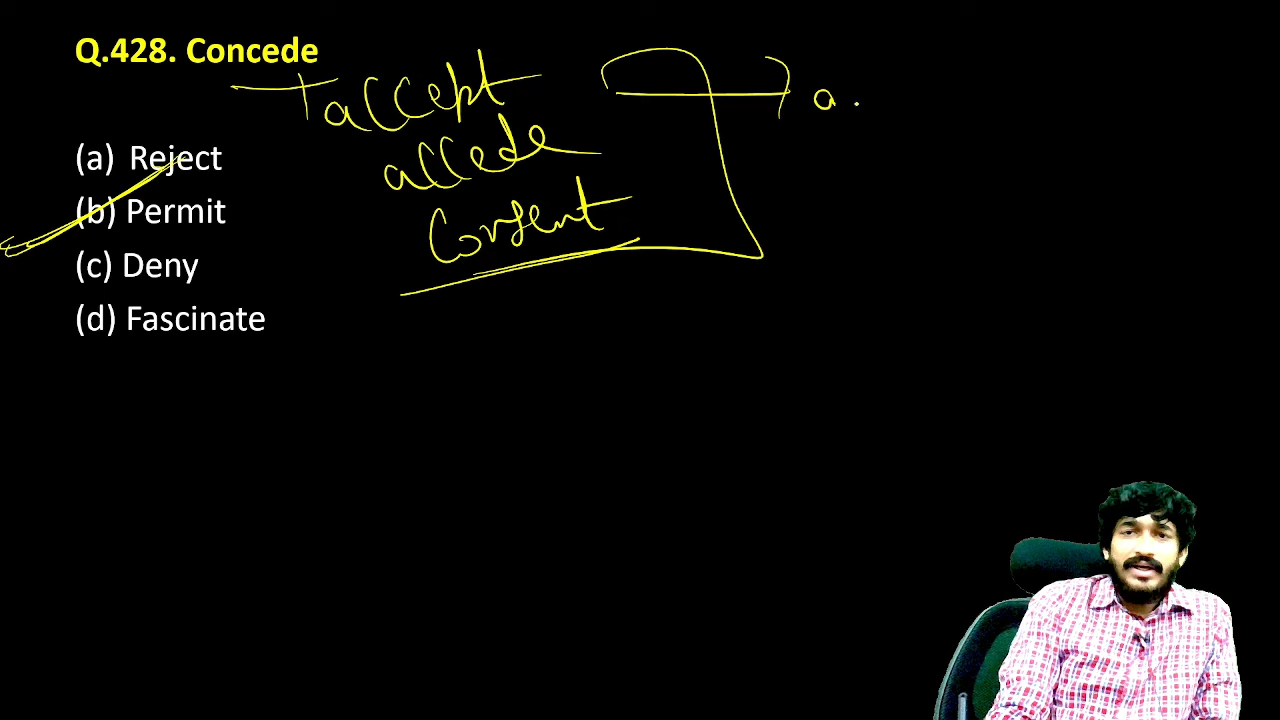 Q.428. Concede
accept
accede
Consent
a.
(a) Reject
(b) Permit
(c) Deny
(d) Fascinate